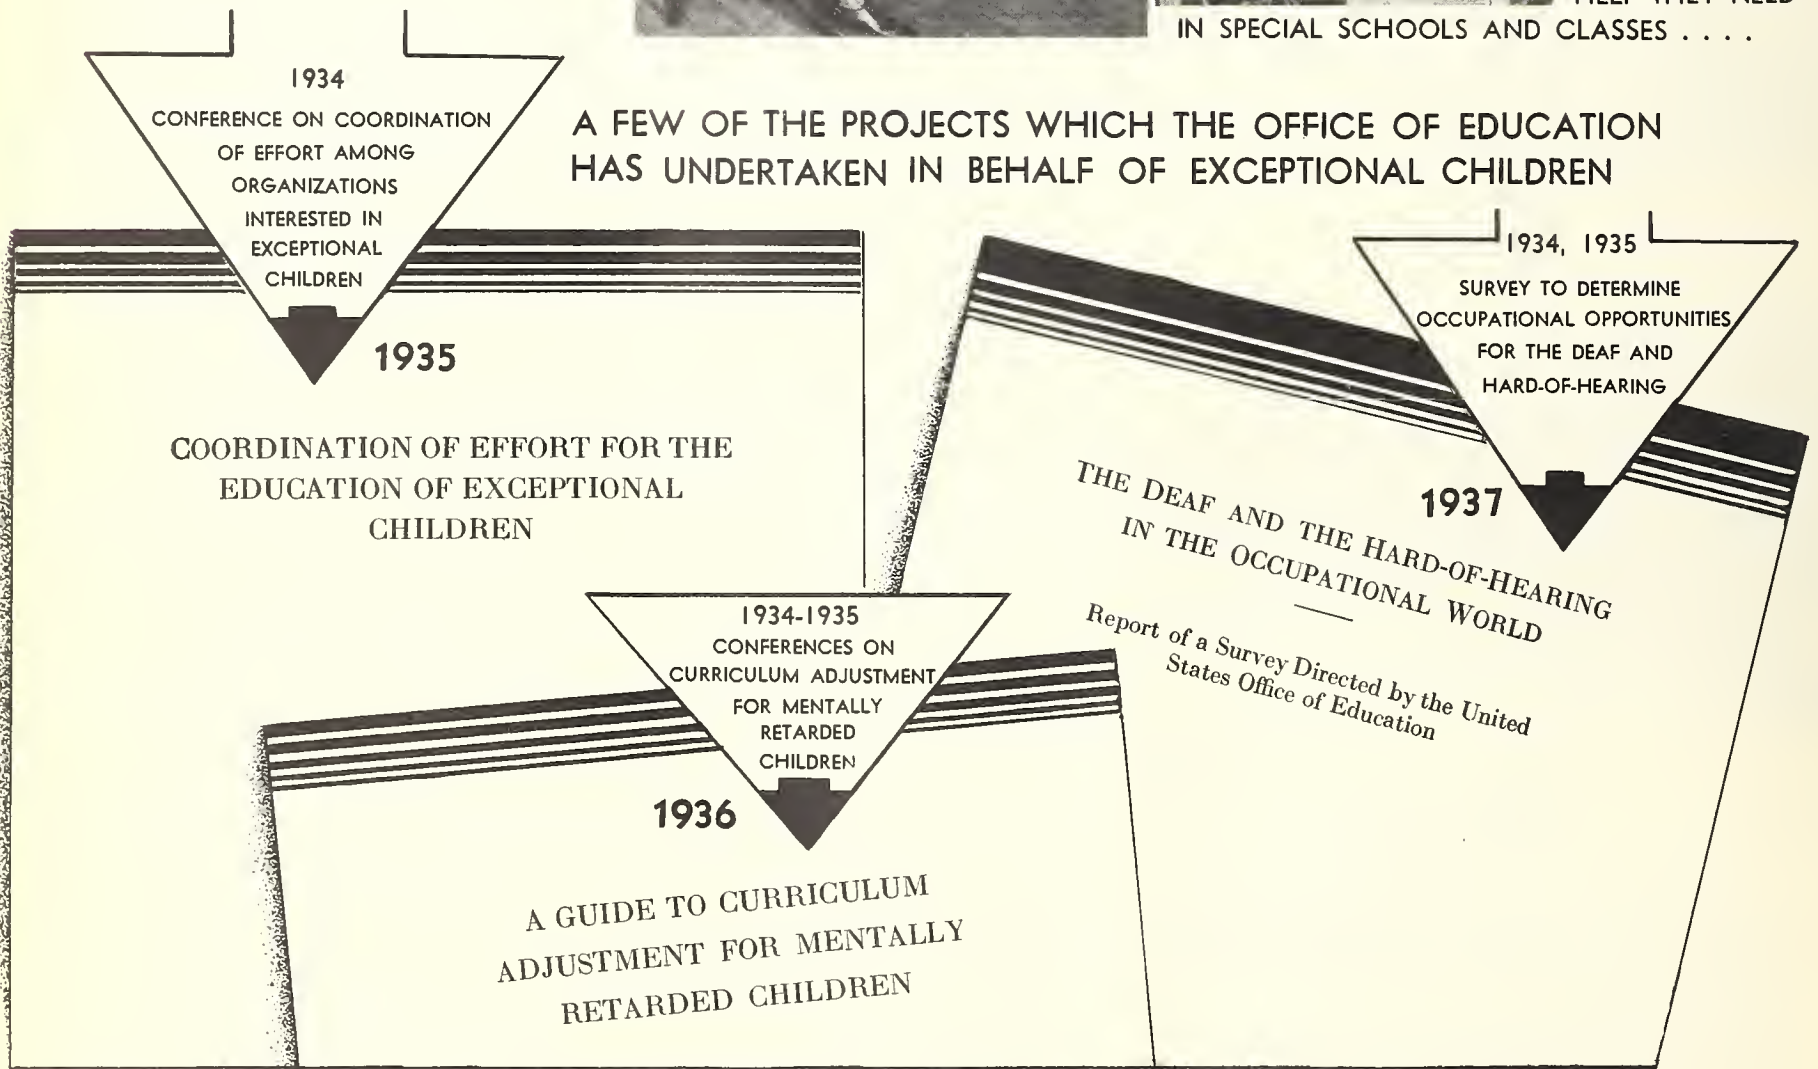 HELP THEY NEED
IN SPECIAL SCHOOLS AND CLASSES . . . .
A FEW OF THE PROJECTS WHICH THE OFFICE OF EDUCATION
HAS UNDERTAKEN IN BEHALF OF EXCEPTIONAL CHILDREN
1934
CONFERENCE ON COORDINATION
OF EFFORT AMONG
ORGANIZATIONS
INTERESTED IN
EXCEPTIONAL
CHILDREN
1935
COORDINATION OF EFFORT FOR THE
EDUCATION OF EXCEPTIONAL
CHILDREN
1934-1935
CONFERENCES ON
CURRICULUM ADJUSTMENT
FOR MENTALLY
RETARDED
CHILDREN
1936
A GUIDE TO CURRICULUM
ADJUSTMENT FOR MENTALLY
RETARDED CHILDREN
1934, 1935
SURVEY TO DETERMINE
OCCUPATIONAL OPPORTUNITIES
FOR THE DEAF AND
HARD-OF-HEARING
1937
THE DEAF AND THE HARD-OF-HEARING
IN THE OCCUPATIONAL WORLD
Report of a Survey Directed by the United
States Office of Education